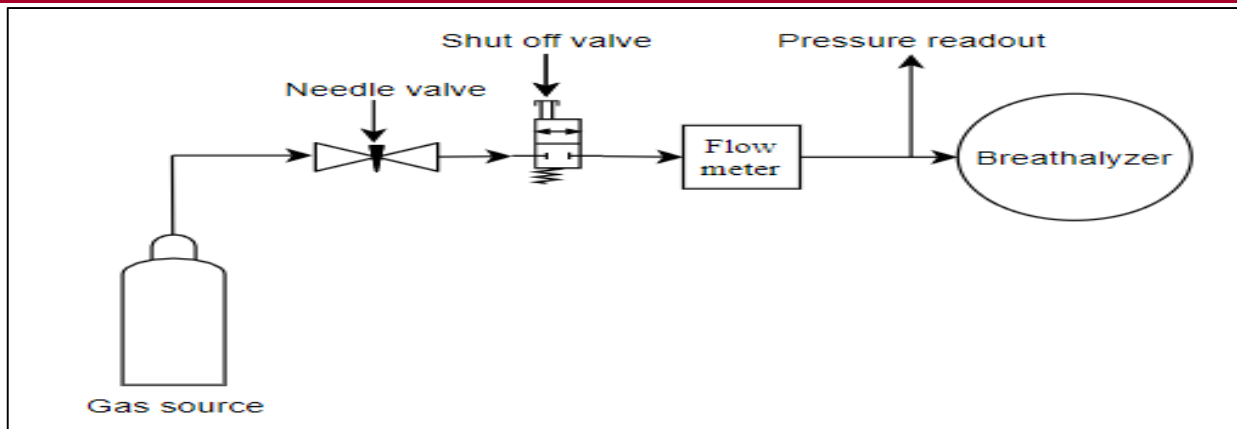 Shut off valve
Pressure readout
Needle valve
Flow
meter
Breathalyzer
Gas source